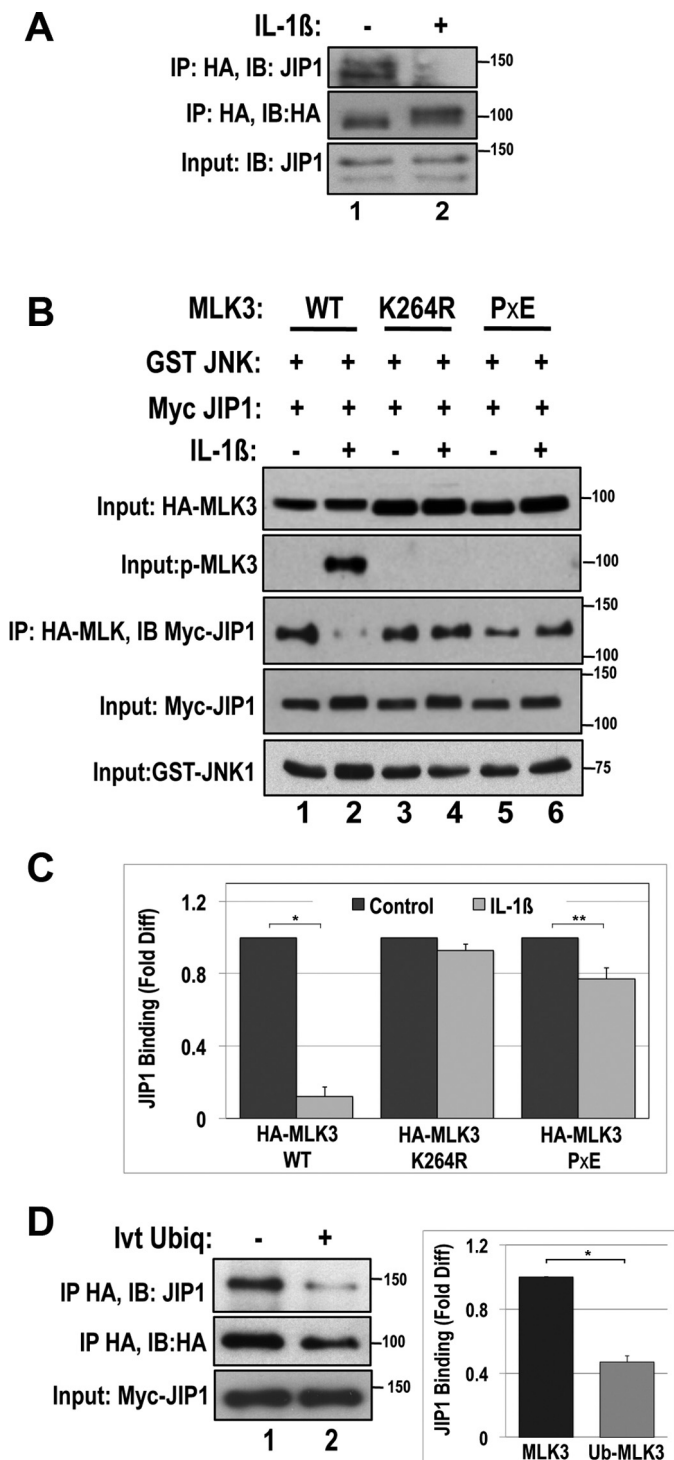 A
IL-1ß: - +
IP: HA, IB: JIP1 150
IP: HA, IB:HA 100
Input: IB: JIP1 150
1 2
B
MLK3: WT K264R PxE
GST JNK: + + + + + +
Myc JIP1: + + + + + +
IL-1ß: - + - + - +
Input: HA-MLK3 100
Input:p-MLK3 100
IP: HA-MLK, IB Myc-JIP1 150
100
Input: Myc-JIP1 150
100
Input:GST-JNK1 75
1 2 3 4 5 6
C
JIP1 Binding (Fold Diff)
1.2
0.8
0.4
0
Control IL-1ß
* **
HA-MLK3 HA-MLK3 HA-MLK3
WT K264R PxE
D
Ivt Ubiq: - +
IP HA, IB: JIP1 150
IP HA, IB:HA 100
Input: Myc-JIP1 150
1 2
JIP1 Binding (Fold Diff)
1.2
0.8
0.4
0
*
MLK3 Ub-MLK3